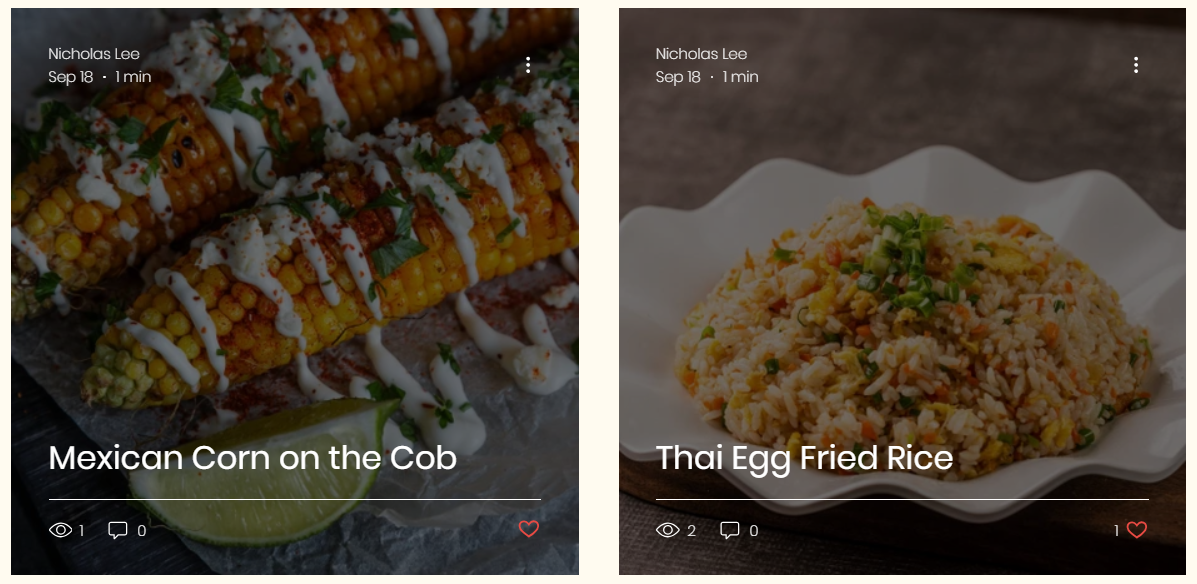 Nicholas Lee
Sep 18 · 1 min
Mexican Corn on the Cob
1 0
Nicholas Lee
Sep 18 · 1 min
Thai Egg Fried Rice
2 0 1